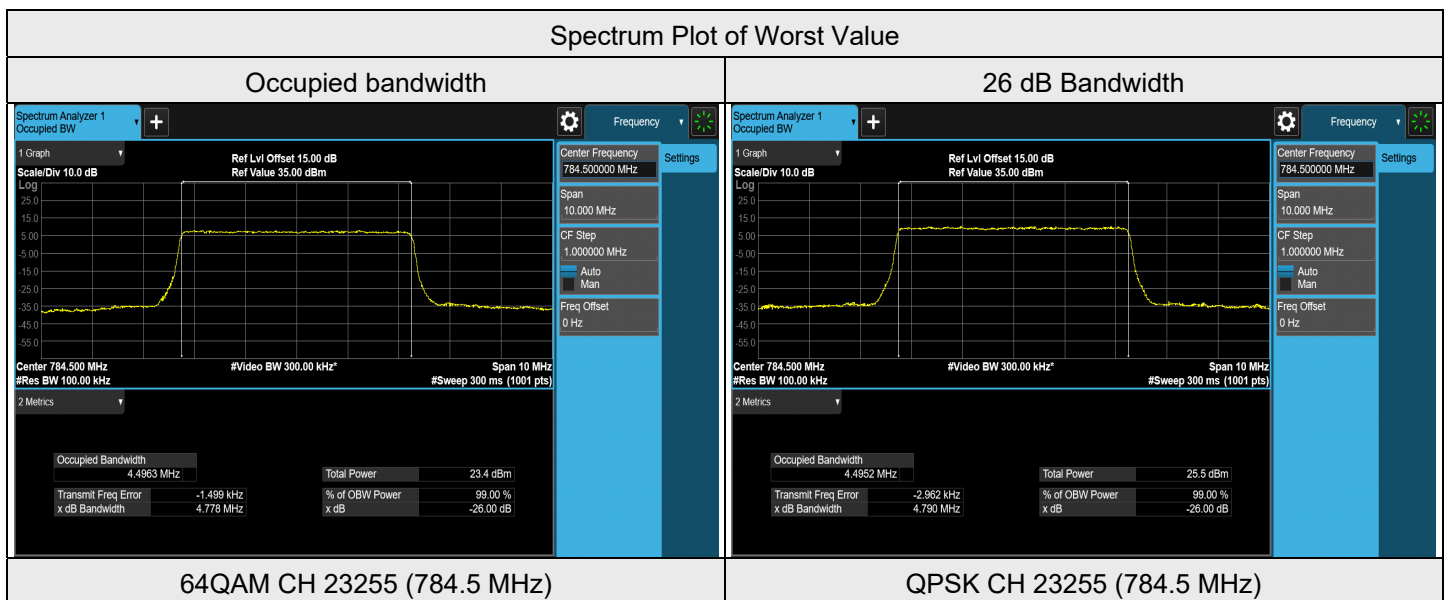 Spectrum Plot of Worst Value
Occupied bandwidth
Spectrum Analyzer 1
Occupied BW
+
Frequency
1 Graph
Ref Lvl Offset 15.00 dB
Scale/Div 10.0 dB
Ref Value 35.00 dBm
Log
25.0
15.0
5.00
-5.00
-15.0
-25.0
-35.0
-45.0
-55.0
Center 784.500 MHz
#Video BW 300.00 kHz*
Span 10 MHz
#Res BW 100.00 kHz
#Sweep 300 ms (1001 pts)
Center Frequency
784.500000 MHz
Settings
Span
10.000 MHz
CF Step
1.000000 MHz
Auto
Man
Freq Offset
0 Hz
2 Metrics
Occupied Bandwidth
4.4963 MHz
Total Power 23.4 dBm
Transmit Freq Error -1.499 kHz
% of OBW Power 99.00 %
x dB Bandwidth 4.778 MHz
x dB -26.00 dB
64QAM CH 23255 (784.5 MHz)
26 dB Bandwidth
Spectrum Analyzer 1
Occupied BW
+
Frequency
1 Graph
Ref Lvl Offset 15.00 dB
Scale/Div 10.0 dB
Ref Value 35.00 dBm
Log
25.0
15.0
5.00
-5.00
-15.0
-25.0
-35.0
-45.0
-55.0
Center 784.500 MHz
#Video BW 300.00 kHz*
Span 10 MHz
#Res BW 100.00 kHz
#Sweep 300 ms (1001 pts)
Center Frequency
784.500000 MHz
Settings
Span
10.000 MHz
CF Step
1.000000 MHz
Auto
Man
Freq Offset
0 Hz
2 Metrics
Occupied Bandwidth
4.4952 MHz
Total Power 25.5 dBm
Transmit Freq Error -2.962 kHz
% of OBW Power 99.00 %
x dB Bandwidth 4.790 MHz
x dB -26.00 dB
QPSK CH 23255 (784.5 MHz)